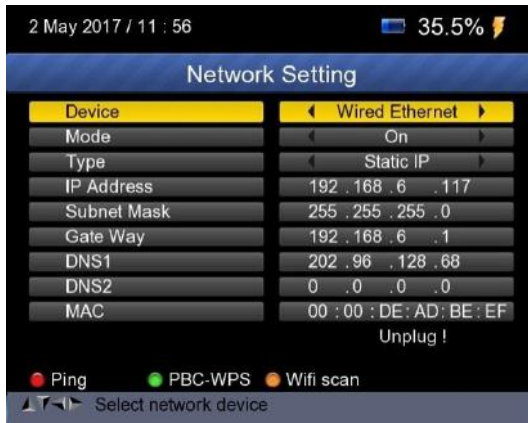 2 May 2017 / 11 : 56 35.5%
Network Setting
Device Wired Ethernet
Mode On
Type Static IP
IP Address 192 .168 .6 .117
Subnet Mask 255 .255 .255 .0
Gate Way 192 .168 .6 .1
DNS1 202 .96 .128 .68
DNS2 0 .0 .0 .0
MAC 00 : 00 : DE: AD: BE : EF
Unplug !
Ping PBC-WPS Wifi scan
Select network device